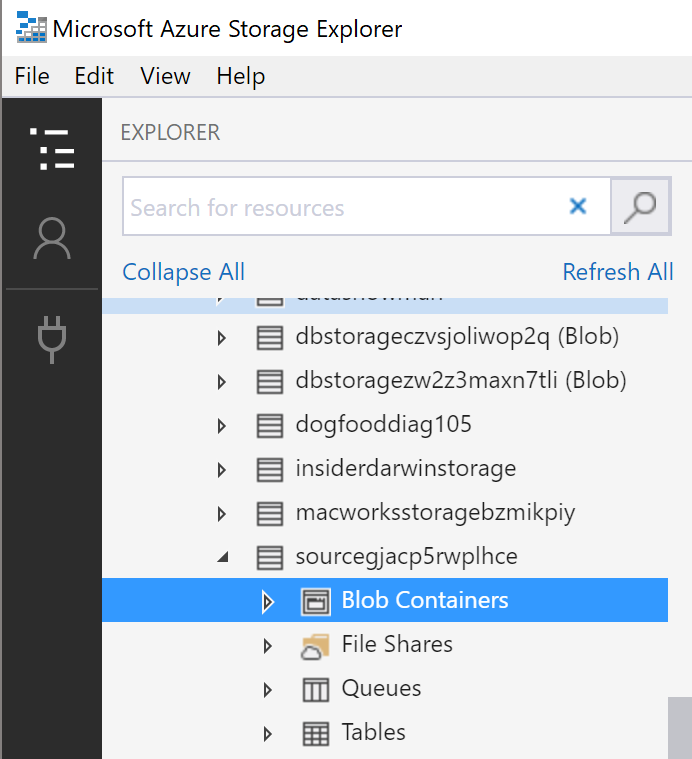 Microsoft Azure Storage Explorer
File Edit View Help
EXPLORER
Search for resources
Collapse All Refresh All
dbstorageczvsjoliwop2q (Blob)
dbstoragezw2z3maxn7tli (Blob)
dogfooddiag105
insiderdarwinstorage
macworksstoragebzmikpiy
sourcegjacp5rwplhce
Blob Containers
File Shares
Queues
Tables